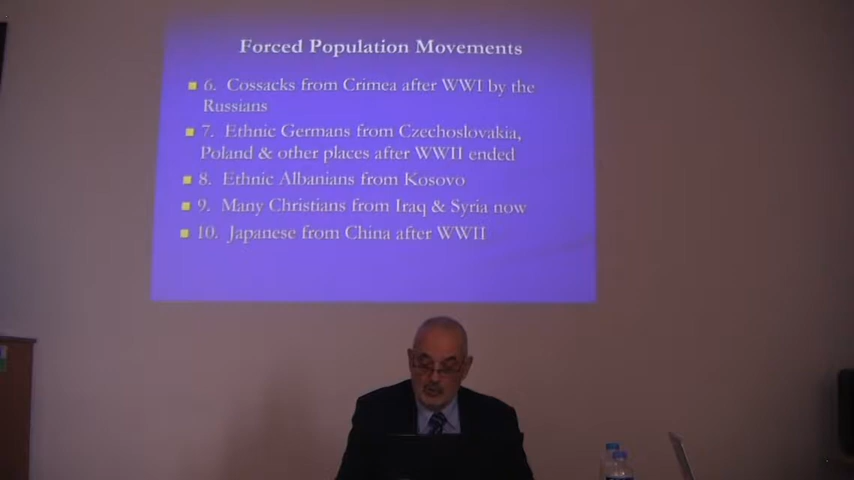 Forced Population Movements
6. Cossacks from Crimea after WWI by the
Russians
7. Ethnic Germans from Czechoslovakia,
Poland & other places after WWII ended
8. Ethnic Albanians from Kosovo
9. Many Christians from Iraq & Syria now
10. Japanese from China after WWII